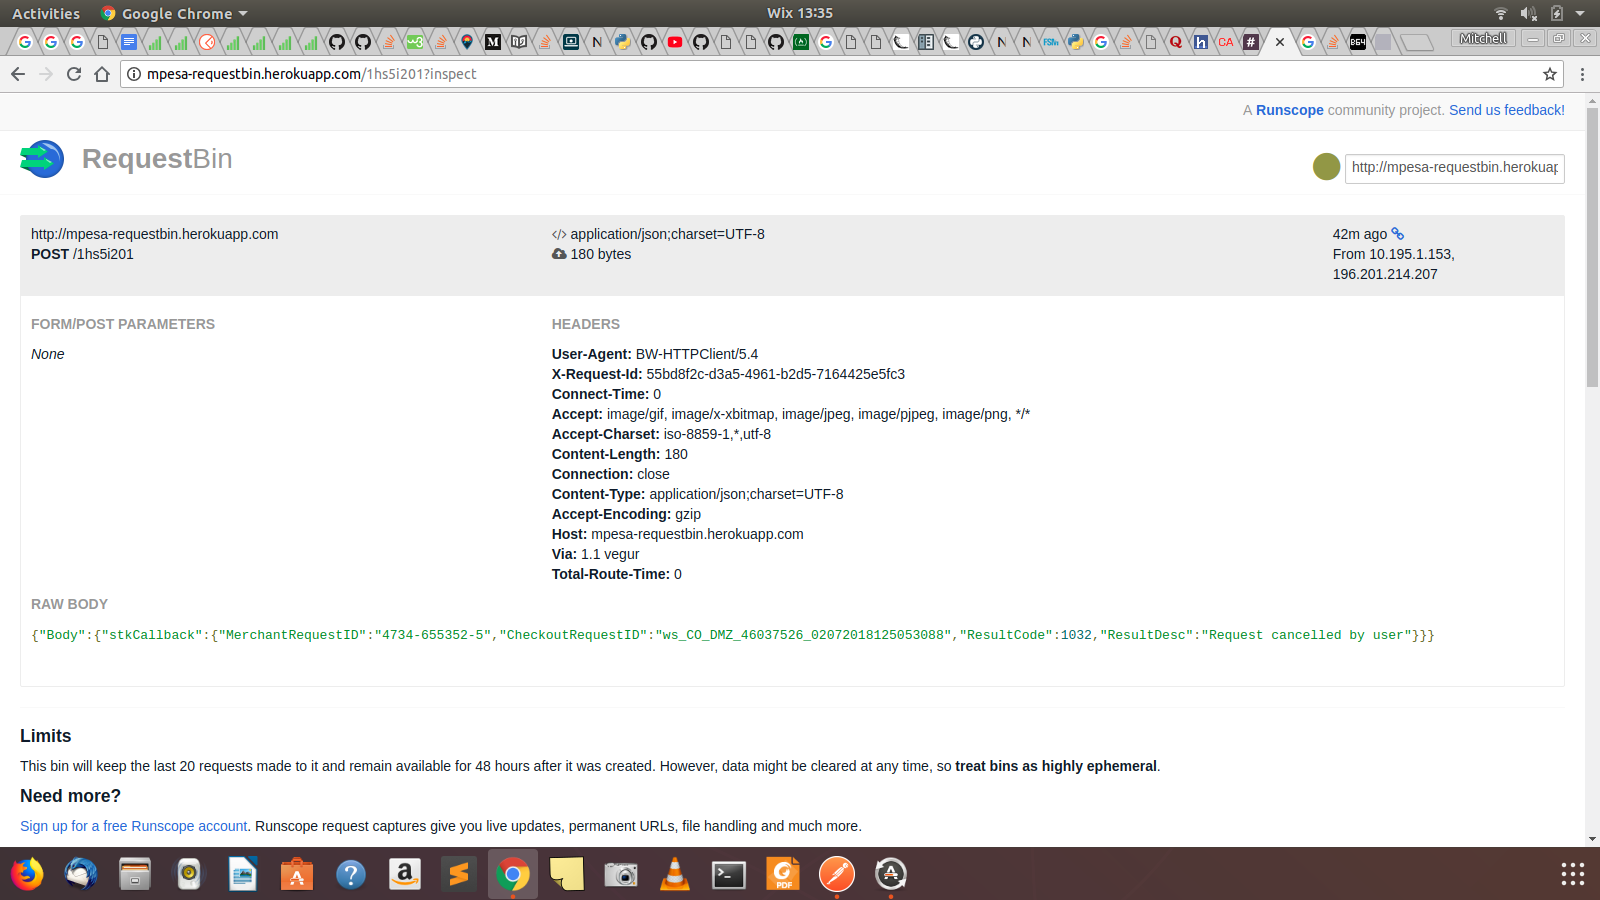 Activities Google Chrome Wix 13:35
Mitchell
mpesa-requestbin.herokuapp.com/1hs5i201?inspect
A Runscope community project. Send us feedback!
RequestBin
http://mpesa-requestbin.herokuap
http://mpesa-requestbin.herokuapp.com
POST /1hs5i201
</> application/json;charset=UTF-8
180 bytes
42m ago
From 10.195.1.153,
196.201.214.207
FORM/POST PARAMETERS
None
HEADERS
User-Agent: BW-HTTPClient/5.4
X-Request-Id: 55bd8f2c-d3a5-4961-b2d5-7164425e5fc3
Connect-Time: 0
Accept: image/gif, image/x-xbitmap, image/jpeg, image/pjpeg, image/png, */*
Accept-Charset: iso-8859-1,*,utf-8
Content-Length: 180
Connection: close
Content-Type: application/json;charset=UTF-8
Accept-Encoding: gzip
Host: mpesa-requestbin.herokuapp.com
Via: 1.1 vegur
Total-Route-Time: 0
RAW BODY
{"Body":{"stkCallback":{"MerchantRequestID":"4734-655352-5","CheckoutRequestID":"ws_CO_DMZ_46037526_02072018125053088","ResultCode":1032,"ResultDesc":"Request cancelled by user"}}}
Limits
This bin will keep the last 20 requests made to it and remain available for 48 hours after it was created. However, data might be cleared at any time, so treat bins as highly ephemeral.
Need more?
Sign up for a free Runscope account. Runscope request captures give you live updates, permanent URLs, file handling and much more.
PDF